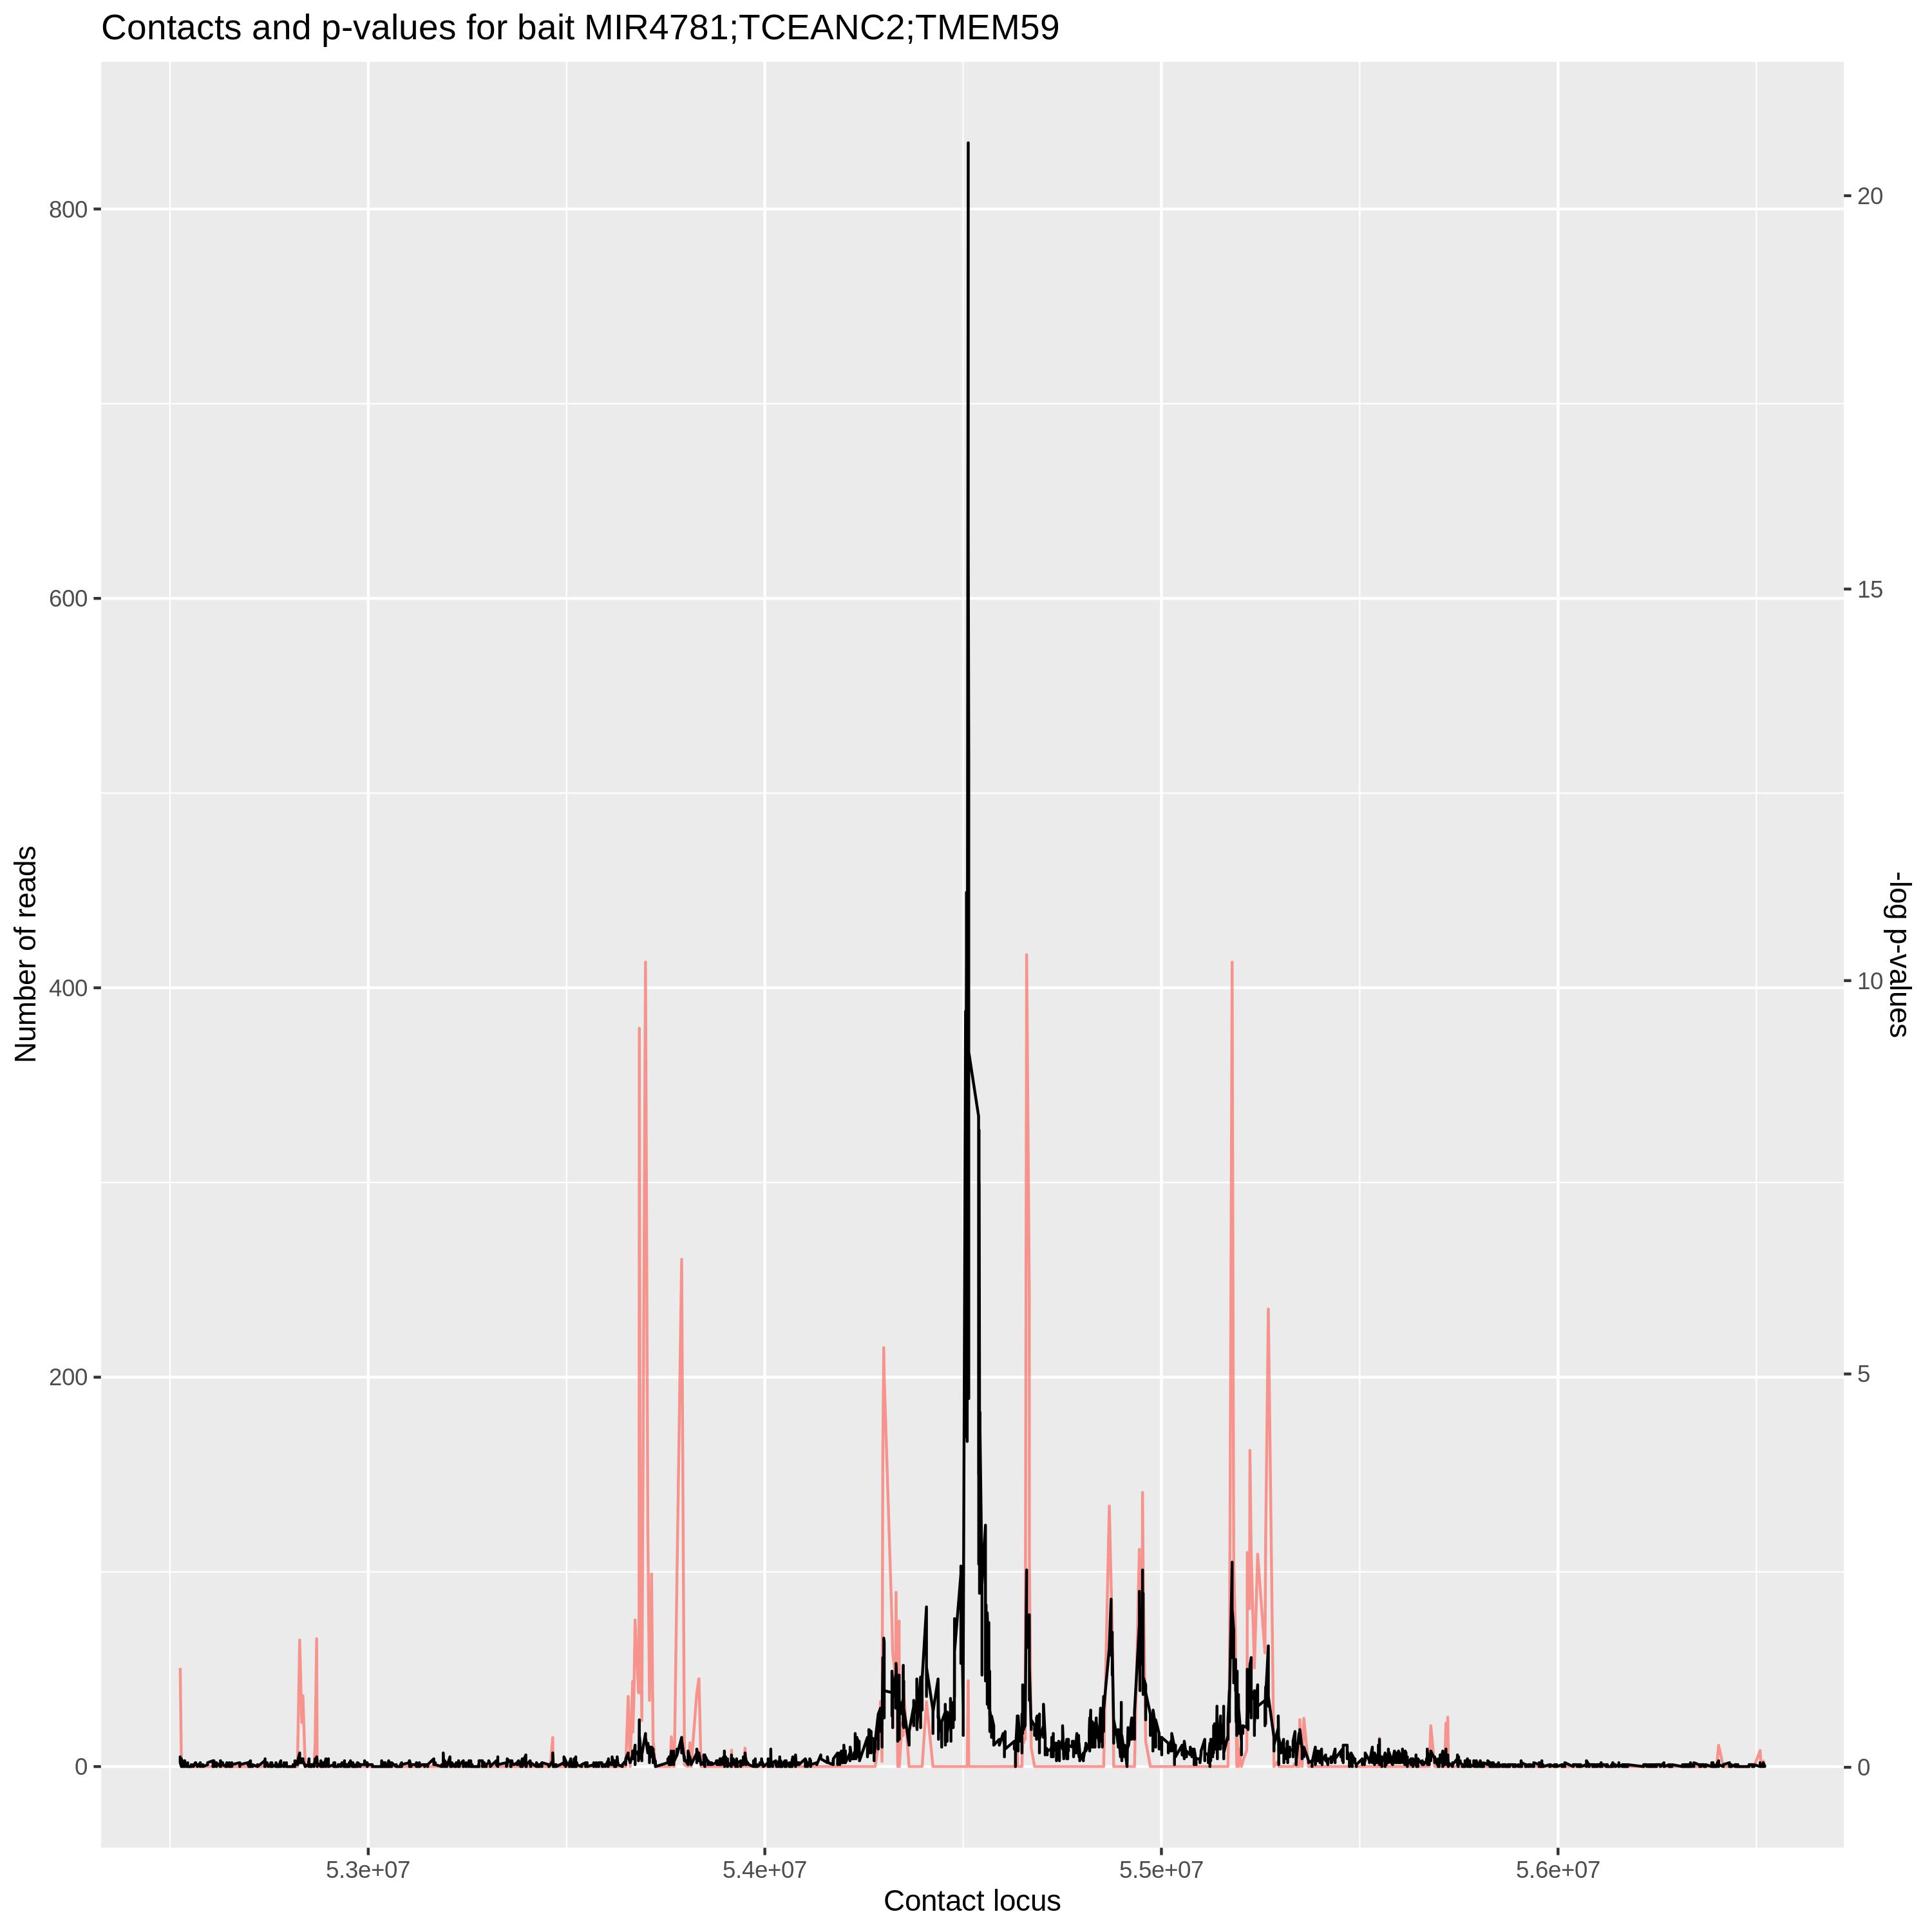 Contacts and p-values for bait MIR4781;TCEANC2;TMEM59
800
600
400
200
0
Number of reads
20
15
10
5
0
-log p-values
5.3e+07
5.4e+07
5.5e+07
5.6e+07
Contact locus